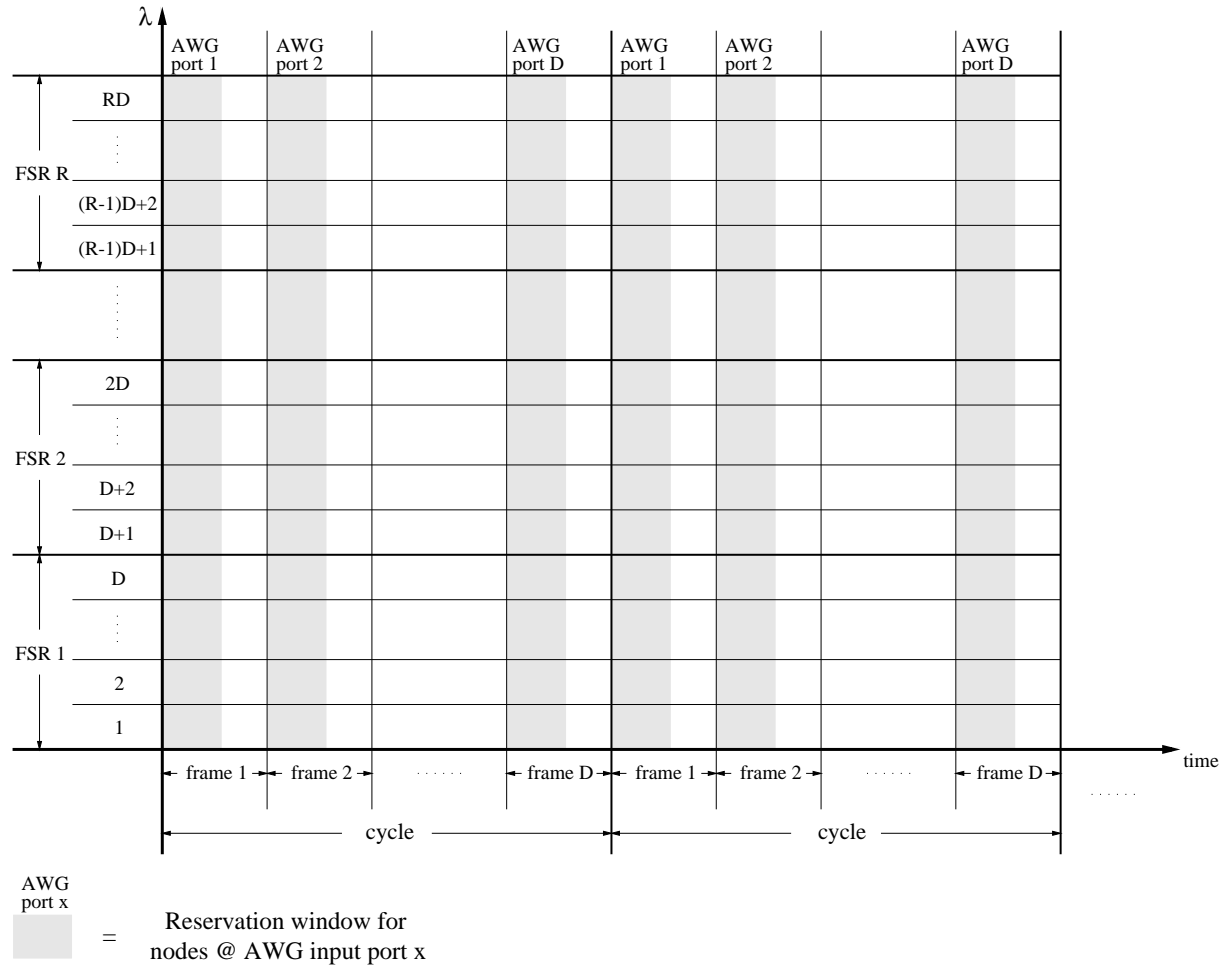 λ
AWG port 1
AWG port 2
AWG port D
AWG port 1
AWG port 2
AWG port D
FSR R
RD
(R-1)D+2
(R-1)D+1
FSR 2
2D
D+2
D+1
FSR 1
D
2
1
frame 1
frame 2
. . . . . .
frame D
frame 1
frame 2
. . . . . .
frame D
time
. . . . . .
cycle
cycle
AWG
port x
=
Reservation window for
nodes @ AWG input port x